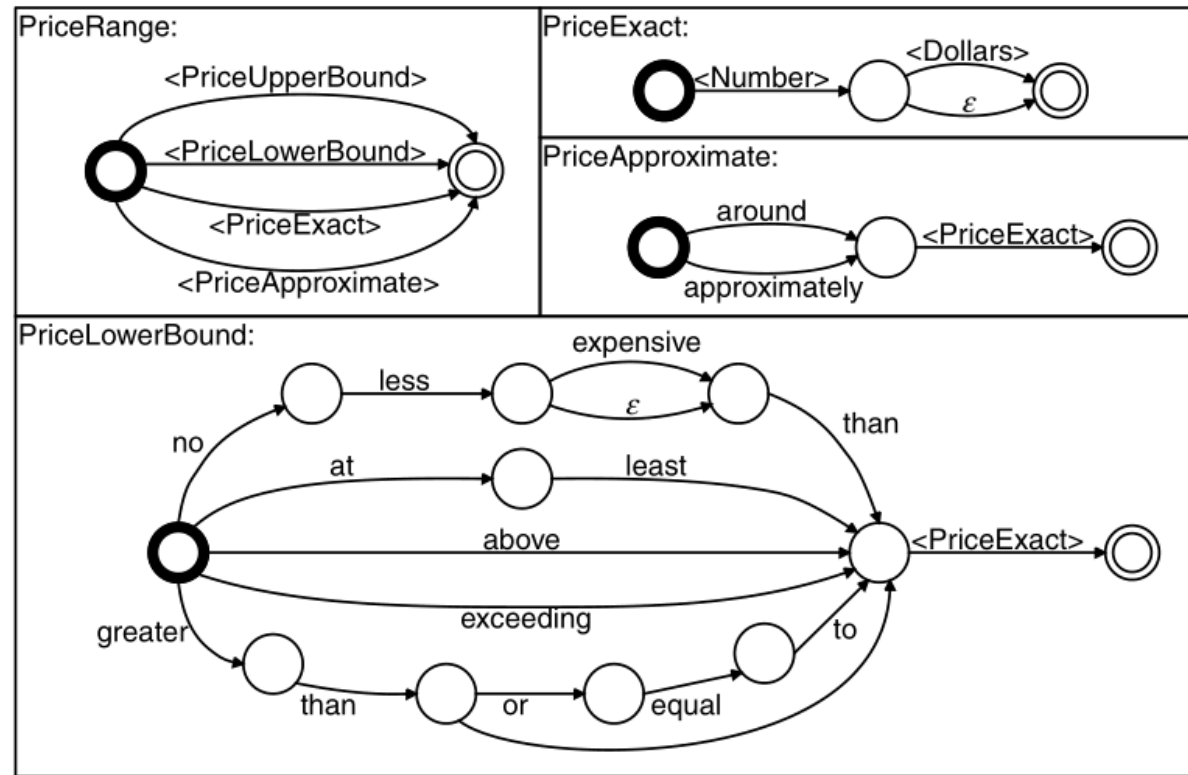 PriceRange:
<PriceUpperBound>
<PriceLowerBound>
<PriceExact>
<PriceApproximate>
PriceExact:
<Number>
<Dollars>
ε
PriceApproximate:
around
approximately
<PriceExact>
PriceLowerBound:
no
less
expensive
ε
than
at
least
above
<PriceExact>
exceeding
greater
than
or
equal
to